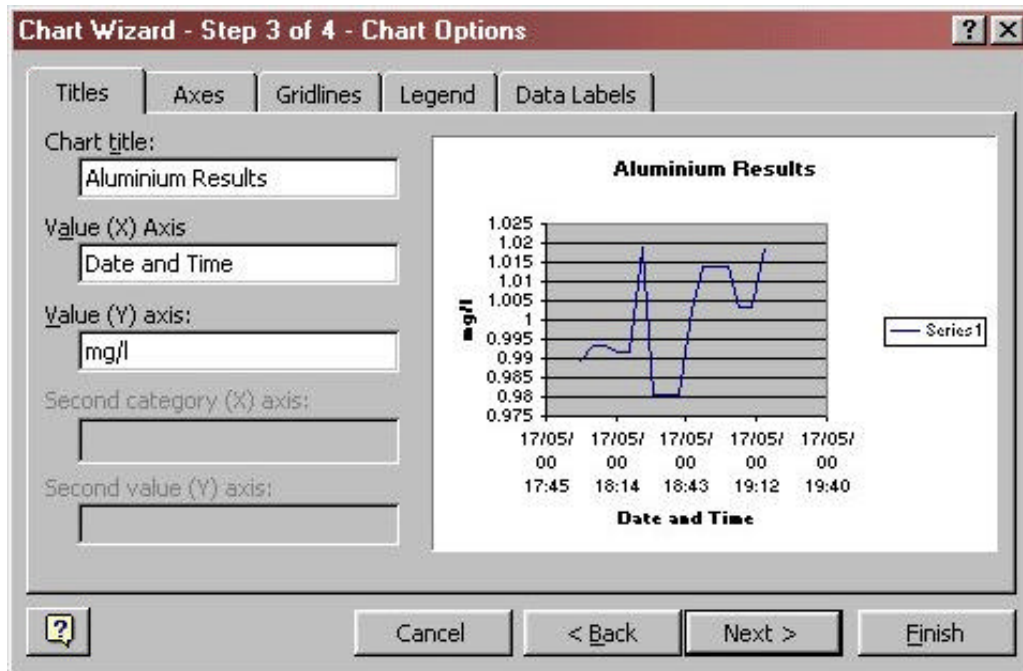 Chart Wizard - Step 3 of 4 - Chart Options
Titles
Axes
Gridlines
Legend
Data Labels
Chart title:
Aluminium Results
Value (X) Axis
Date and Time
Value (Y) axis:
mg/l
Second category (X) axis:
Second value (Y) axis:
Aluminium Results
1.025
1.02
1.015
1.01
1.005
1
0.995
0.99
0.985
0.98
0.975
mg/l
17/05/ 17/05/ 17/05/ 17/05/ 17/05/
00 00 00 00 00
17:45 18:14 18:43 19:12 19:40
Date and Time
Series1
Cancel
< Back
Next >
Finish